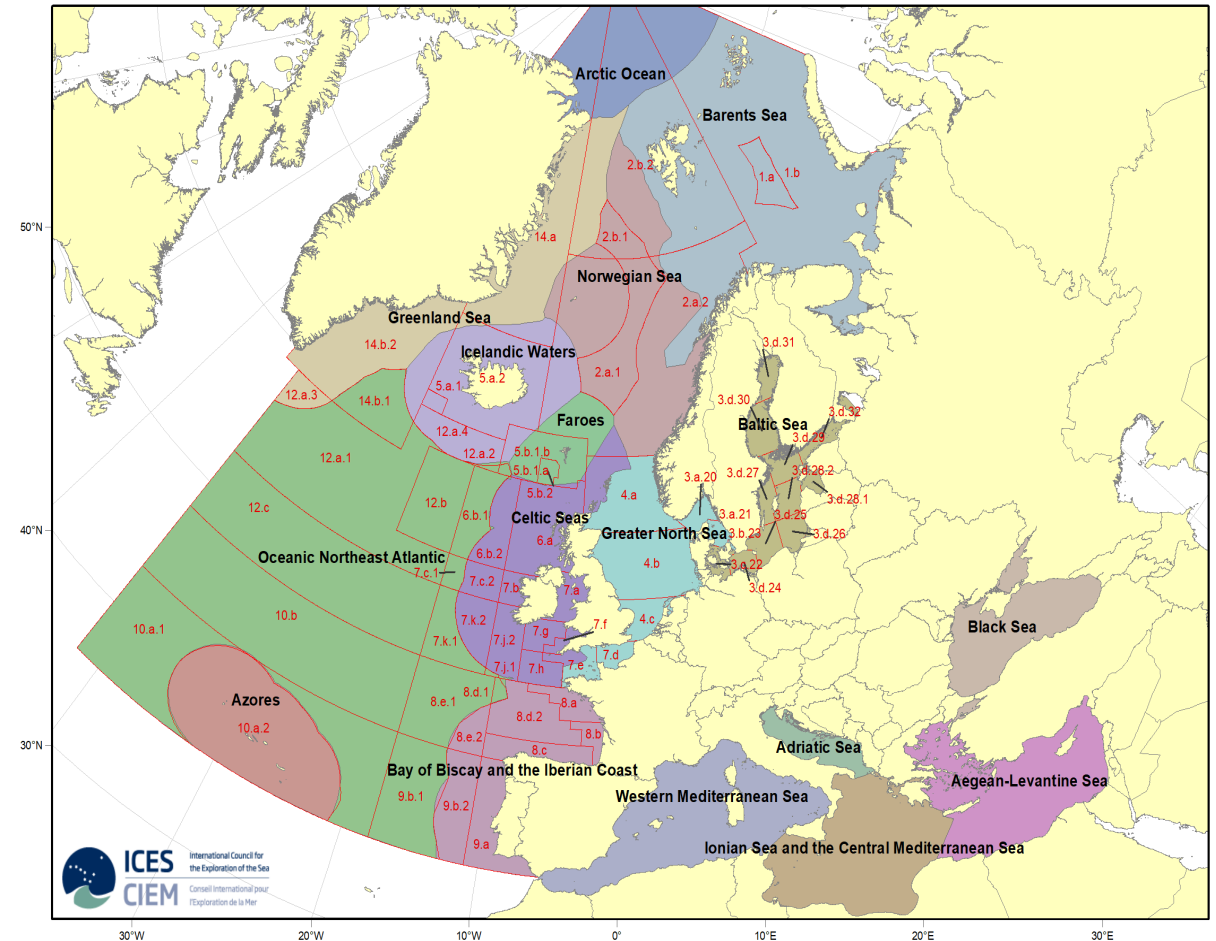 Arctic Ocean
Barents Sea
2.b.2
1.a
1.b
50°N
14.a
2.b.1
Norwegian Sea
2.a.2
Greenland Sea
14.b.2
Icelandic Waters
3.d.31
5.a.1
5.a.2
2.a.1
12.a.3
14.b.1
3.d.30
3.d.32
Faroes
Baltic Sea
12.a.4
3.d.29
12.a.2
5.b.1.b
12.a.1
5.b.1.a
3.d.27
3.d.28.2
3.a.20
5.b.2
4.a
3.d.28.1
12.c
12.b
6.b.1
Celtic Seas
3.a.21
3.d.25
40°N
6.a
Greater North Sea
3.b.23
3.d.26
6.b.2
Oceanic Northeast Atlantic
4.b
3.c.22
7.c.1
7.c.2
7.b
7.a
3.d.24
10.b
7.k.2
4.c
7.f
10.a.1
7.g
Black Sea
7.k.1
7.j.2
7.d
7.j.1
7.h
7.e
8.d.1
Azores
8.e.1
8.a
10.a.2
8.d.2
8.e.2
8.b
30°N
8.c
Adriatic Sea
Bay of Biscay and the Iberian Coast
Aegean-Levantine Sea
9.b.1
9.b.2
Western Mediterranean Sea
9.a
Ionian Sea and the Central Mediterranean Sea
ICES
International Council for
the Exploration of the Sea
CIEM
Conseil International pour
l'Exploration de la Mer
30°W
20°W
10°W
0°
10°E
20°E
30°E